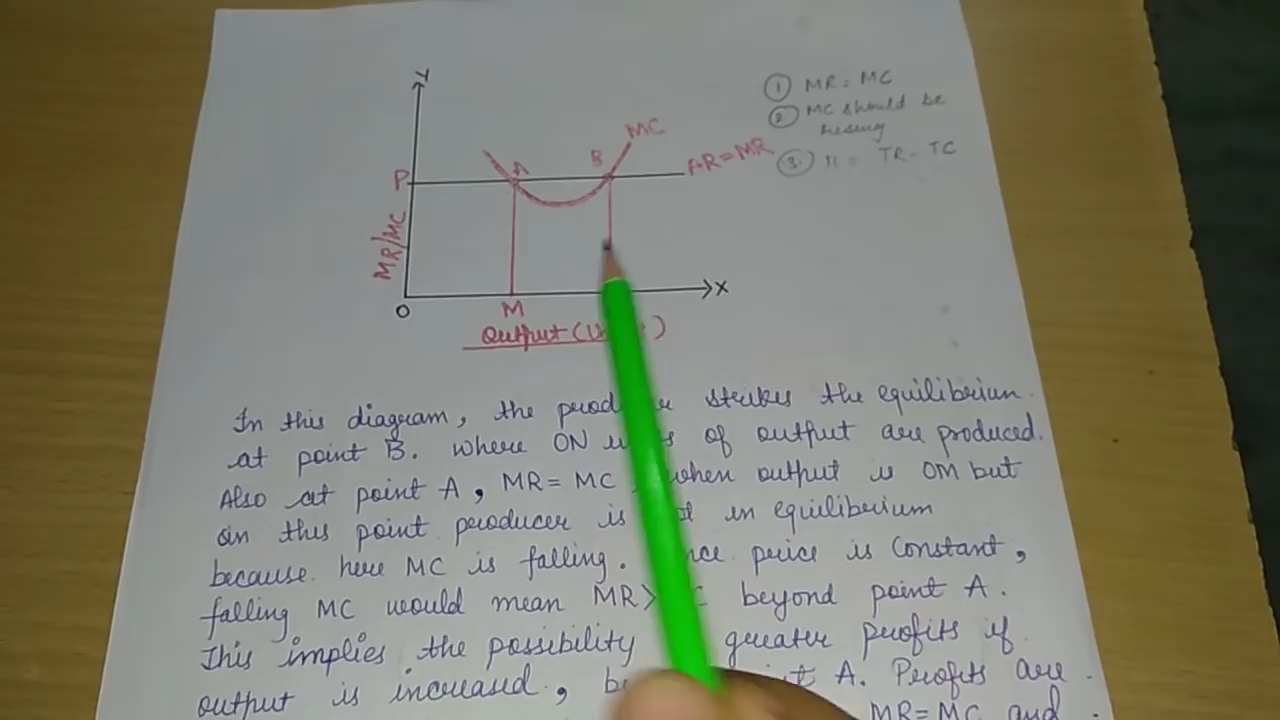 Y
① MR = MC
② MC should be
rising
③ π = TR - TC
MC
A
B
AR = MR
P
MR/MC
O
M
X
Output (
)
In this diagram, the strikes the equilibrium
at point B. where ON of output are produced.
Also at point A, MR = MC, when output is OM but
on this point producer is in equilibrium
because here MC is falling. price is constant,
falling MC would mean MR > beyond point A.
This implies the possibility greater profits if
output is increased, A. Profits are
MR = MC and